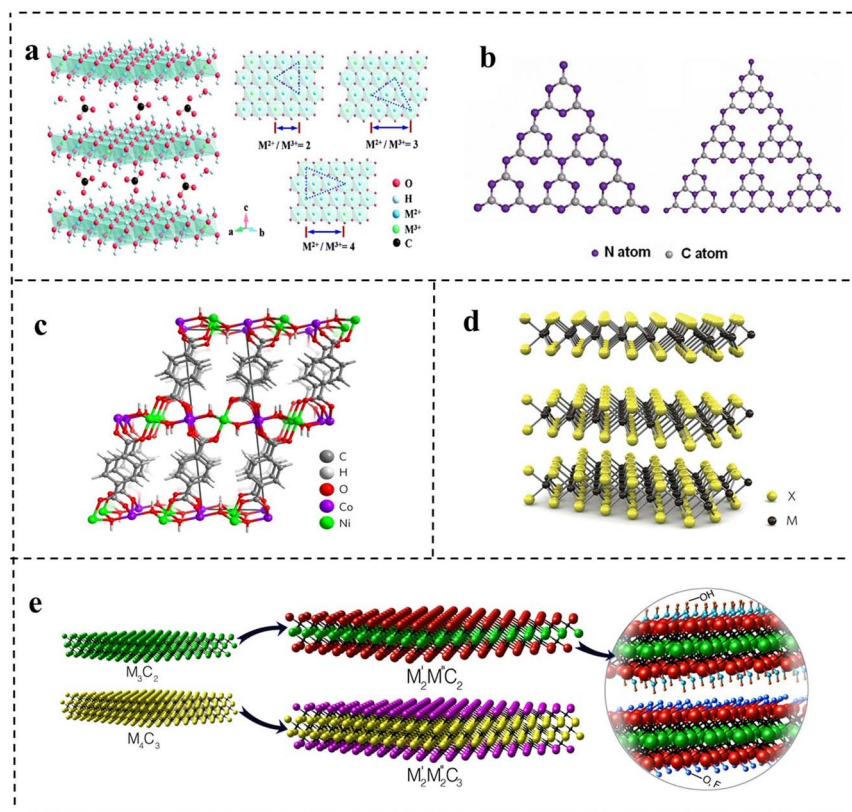 a
c
a
b
M²⁺/ M³⁺= 2
M²⁺/ M³⁺= 3
M²⁺/ M³⁺= 4
O
H
M²⁺
M³⁺
C
b
N atom
C atom
c
C
H
O
Co
Ni
d
X
M
e
M₃C₂
M₄C₃
M'₂M"C₂
M'₂M"₂C₃
OH
O, F